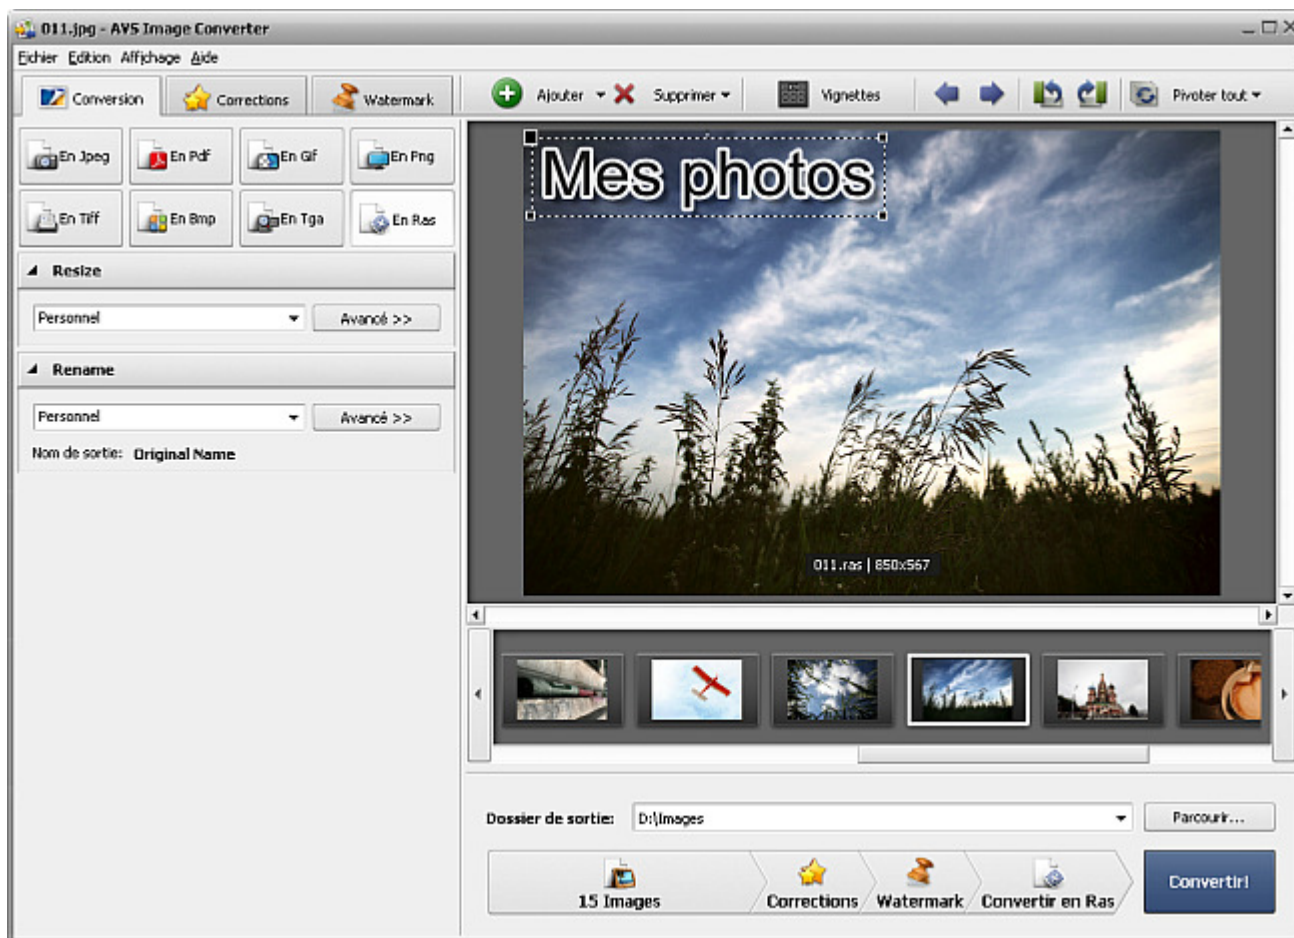 011.jpg - AVS Image Converter
Fichier Edition Affichage Aide
Conversion Corrections Watermark
Ajouter Supprimer Vignettes Pivoter tout
En Jpeg En Pdf En Gif En Png
En Tiff En Bmp En Tga En Ras
Resize
Personnel Avancé >>
Rename
Personnel Avancé >>
Nom de sortie: Original Name
Mes photos
011.ras | 850x567
Dossier de sortie: D:\Images Parcourir...
15 Images Corrections Watermark Convertir en Ras Convertir!